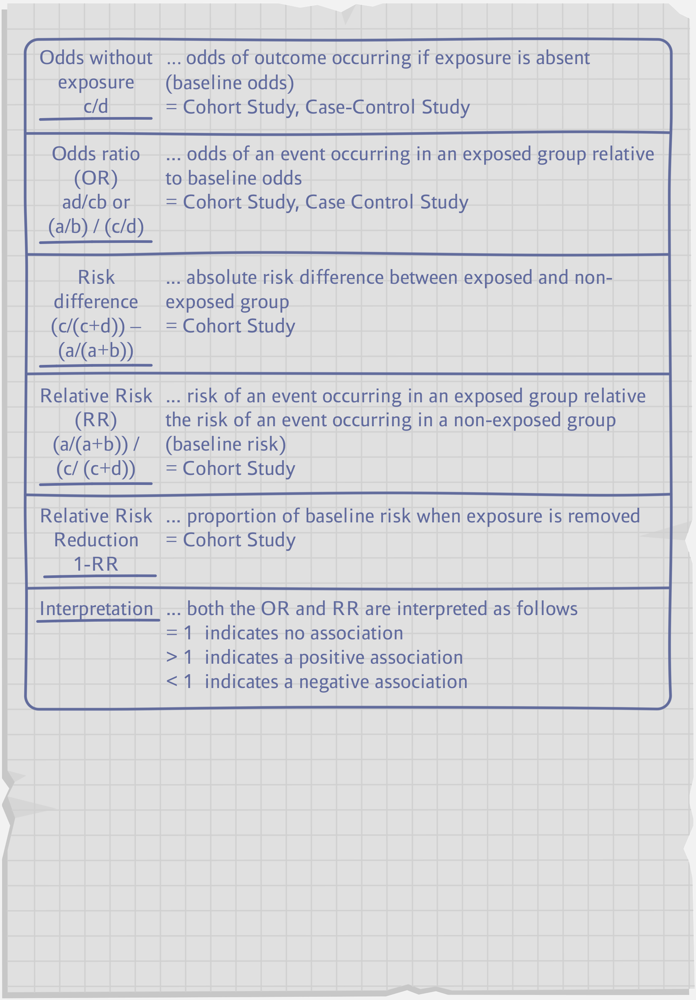 Odds without exposure c/d
... odds of outcome occurring if exposure is absent
(baseline odds)
= Cohort Study, Case-Control Study
Odds ratio
(OR)
ad/cb or
(a/b) / (c/d)
... odds of an event occurring in an exposed group relative
to baseline odds
= Cohort Study, Case Control Study
Risk
difference
(c/(c+d)) –
(a/(a+b))
... absolute risk difference between exposed and non-
exposed group
= Cohort Study
Relative Risk
(RR)
(a/(a+b)) /
(c/ (c+d))
... risk of an event occurring in an exposed group relative
the risk of an event occurring in a non-exposed group
(baseline risk)
= Cohort Study
Relative Risk
Reduction
1-RR
... proportion of baseline risk when exposure is removed
= Cohort Study
Interpretation
... both the OR and RR are interpreted as follows
= 1 indicates no association
> 1 indicates a positive association
< 1 indicates a negative association